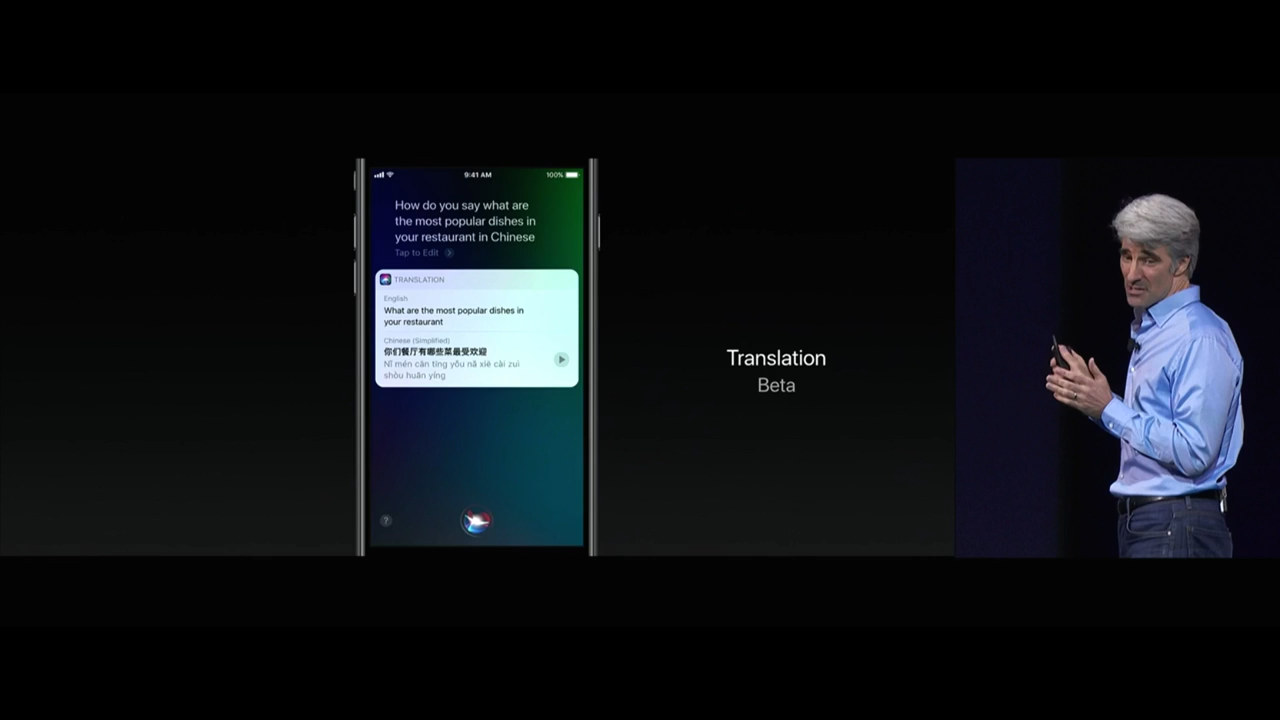 9:41 AM
100%
How do you say what are
the most popular dishes in
your restaurant in Chinese
Tap to Edit
TRANSLATION
English
What are the most popular dishes in
your restaurant
Chinese (Simplified)
你们餐厅有哪些菜最受欢迎
Nǐ mén cān tīng yǒu nǎ xiē cài zuì
shòu huān yíng
?
Translation
Beta